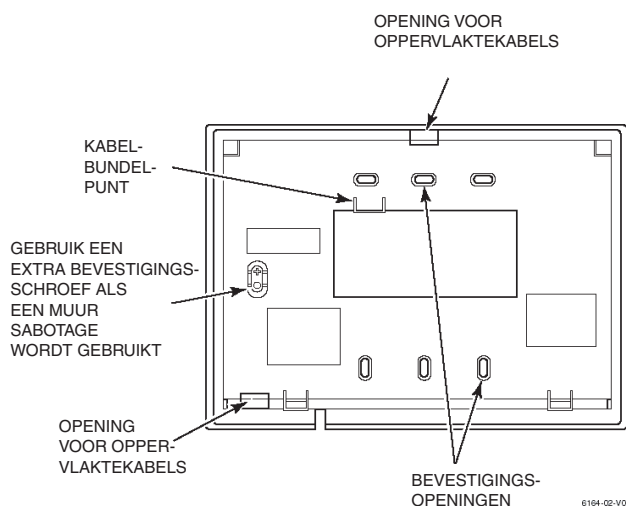 OPENING VOOR
OPPERVLAKTEKABELS
KABEL-
BUNDEL-
PUNT
GEBRUIK EEN
EXTRA BEVESTIGINGS-
SCHROEF ALS
EEN MUUR
SABOTAGE
WORDT GEBRUIKT
OPENING
VOOR OPPER-
VLAKTEKABELS
BEVESTIGINGS-
OPENINGEN
6164-02-V0